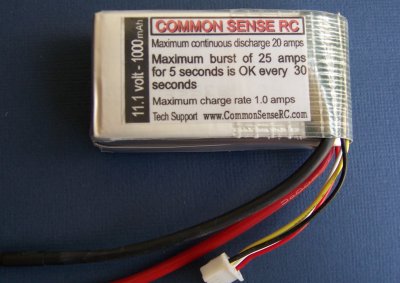 COMMON SENSE RC
11.1 volt - 1000 mAh
Maximum continuous discharge 20 amps
Maximum burst of 25 amps
for 5 seconds is OK every 30
seconds
Maximum charge rate 1.0 amps
Tech Support www.CommonSenseRC.com